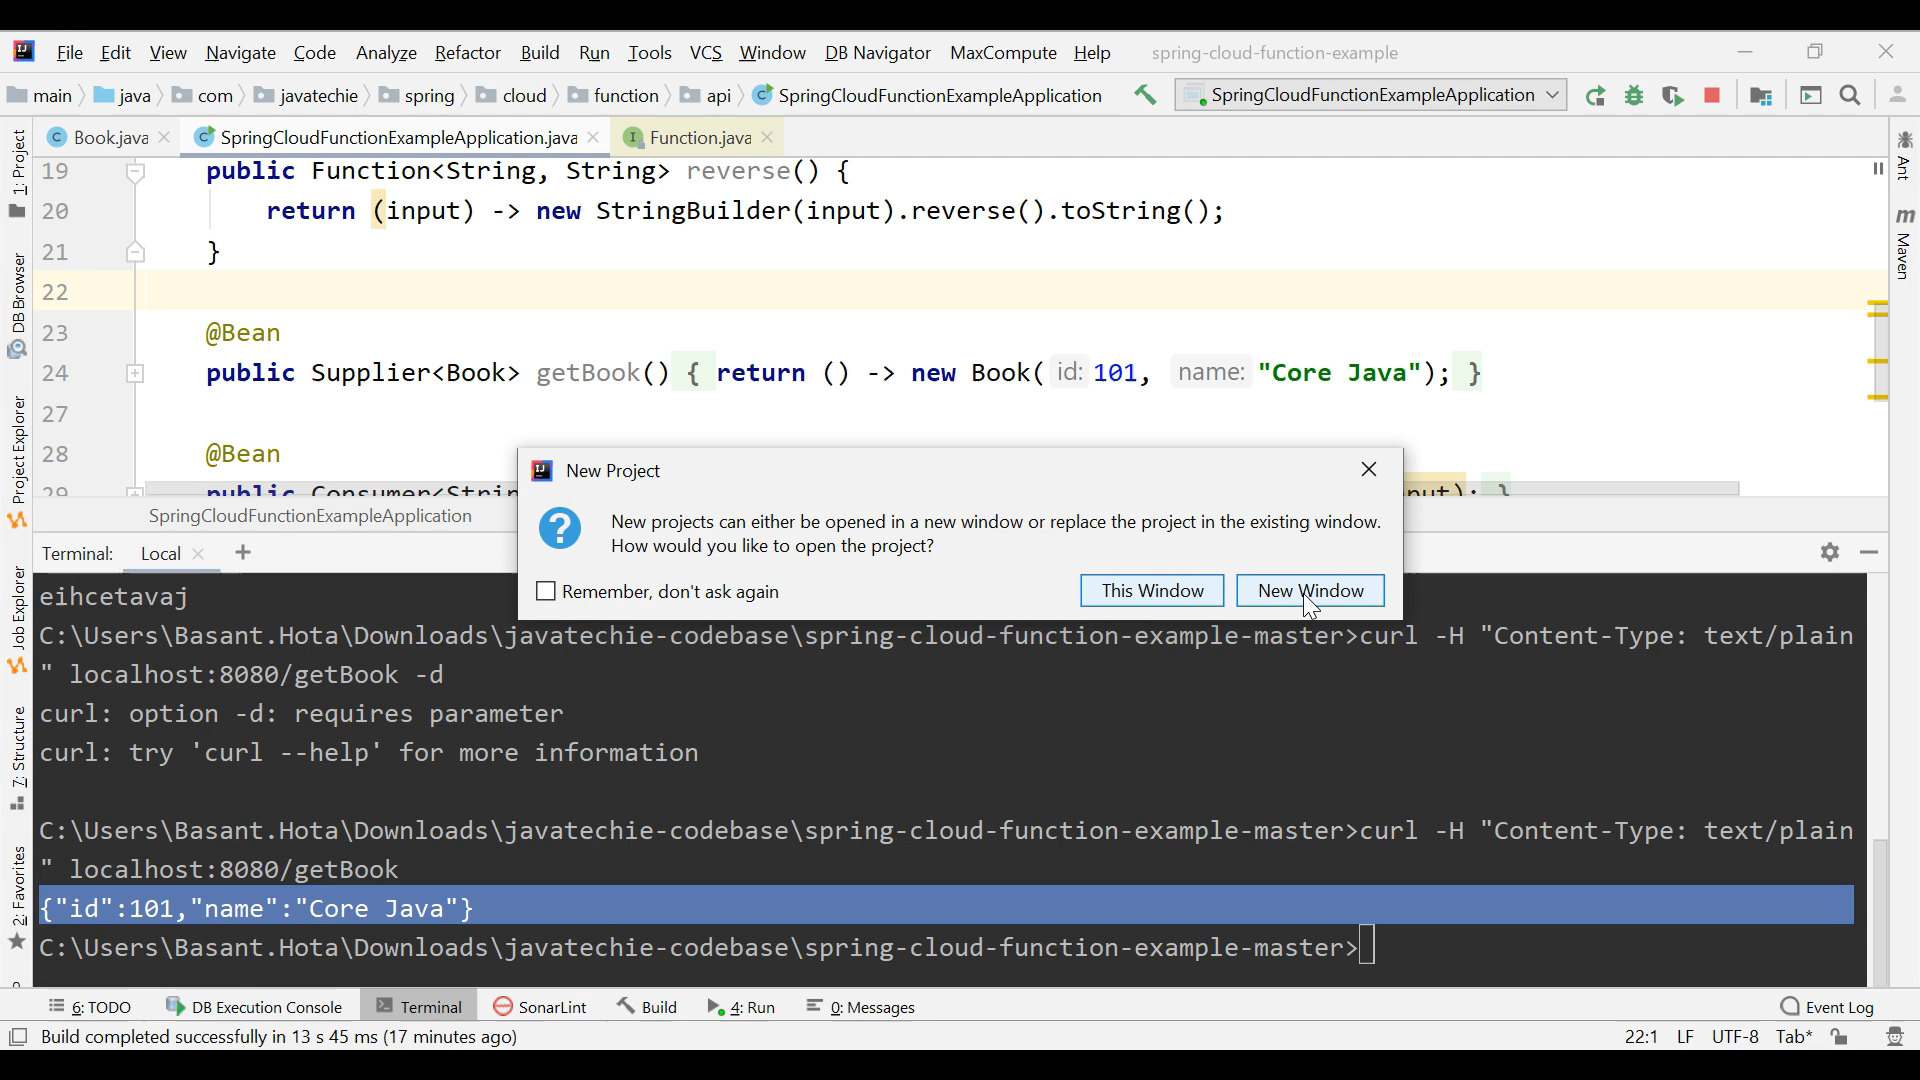 File Edit View Navigate Code Analyze Refactor Build Run Tools VCS Window DB Navigator MaxCompute Help spring-cloud-function-example
main java com javatechie spring cloud function api SpringCloudFunctionExampleApplication SpringCloudFunctionExampleApplication
Book.java SpringCloudFunctionExampleApplication.java Function.java
1: Project
DB Browser
Project Explorer
Job Explorer
7: Structure
2: Favorites
Ant
Maven
19 public Function<String, String> reverse() {
20 return (input) -> new StringBuilder(input).reverse().toString();
21 }
22
23 @Bean
24 public Supplier<Book> getBook() { return () -> new Book( id: 101, name: "Core Java"); }
27
28 @Bean
29 public Consumer<Strin put); }
SpringCloudFunctionExampleApplication
New Project
New projects can either be opened in a new window or replace the project in the existing window.
How would you like to open the project?
Remember, don't ask again This Window New Window
Terminal: Local +
eihcetavaj
C:\Users\Basant.Hota\Downloads\javatechie-codebase\spring-cloud-function-example-master>curl -H "Content-Type: text/plain
" localhost:8080/getBook -d
curl: option -d: requires parameter
curl: try 'curl --help' for more information
C:\Users\Basant.Hota\Downloads\javatechie-codebase\spring-cloud-function-example-master>curl -H "Content-Type: text/plain
" localhost:8080/getBook
{"id":101,"name":"Core Java"}
C:\Users\Basant.Hota\Downloads\javatechie-codebase\spring-cloud-function-example-master>
6: TODO DB Execution Console Terminal SonarLint Build 4: Run 0: Messages Event Log
Build completed successfully in 13 s 45 ms (17 minutes ago) 22:1 LF UTF-8 Tab*